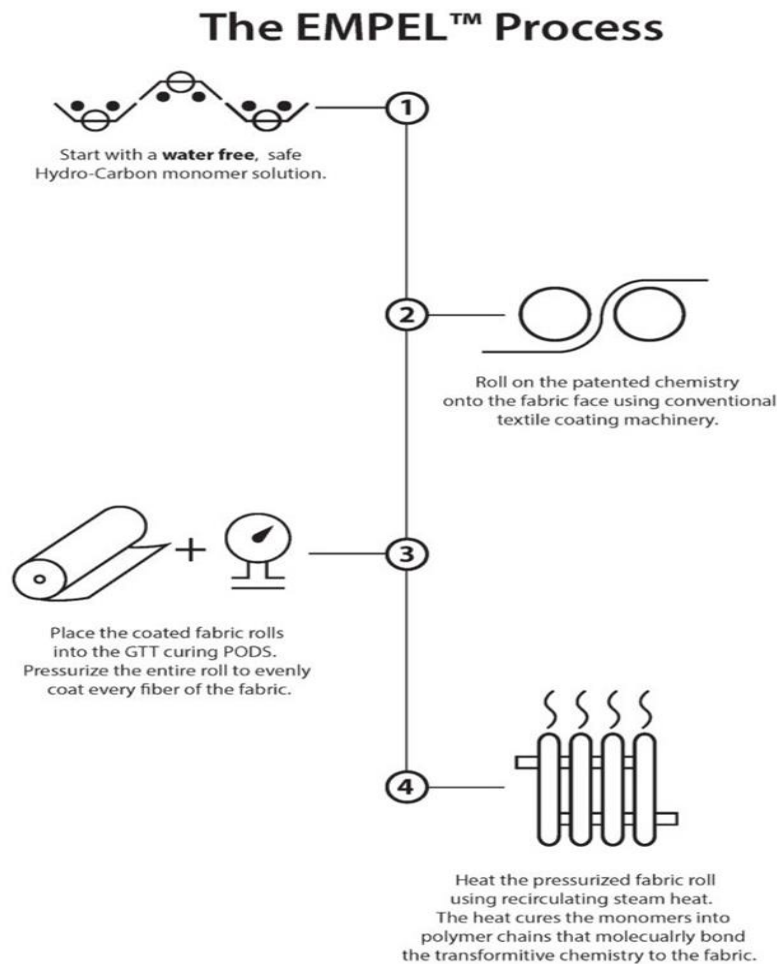 The EMPEL™ Process
1
Start with a water free, safe
Hydro-Carbon monomer solution.
2
Roll on the patented chemistry
onto the fabric face using conventional
textile coating machinery.
+
3
Place the coated fabric rolls
into the GTT curing PODS.
Pressurize the entire roll to evenly
coat every fiber of the fabric.
4
Heat the pressurized fabric roll
using recirculating steam heat.
The heat cures the monomers into
polymer chains that molecualrly bond
the transformitive chemistry to the fabric.